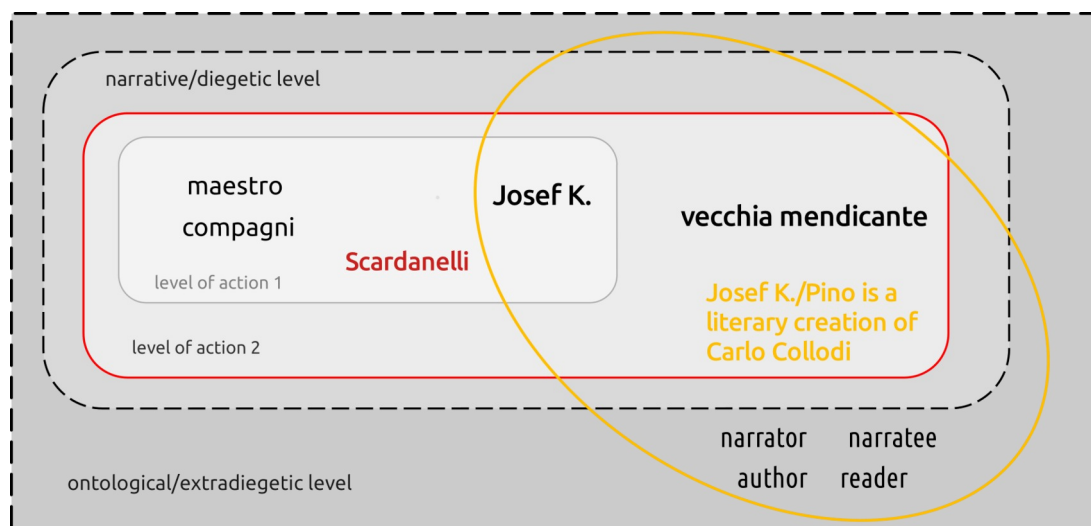 narrative/diegetic level
maestro
compagni
Josef K.
Scardanelli
level of action 1
vecchia mendicante
Josef K./Pino is a
literary creation of
Carlo Collodi
level of action 2
narrator narratee
author reader
ontological/extradiegetic level